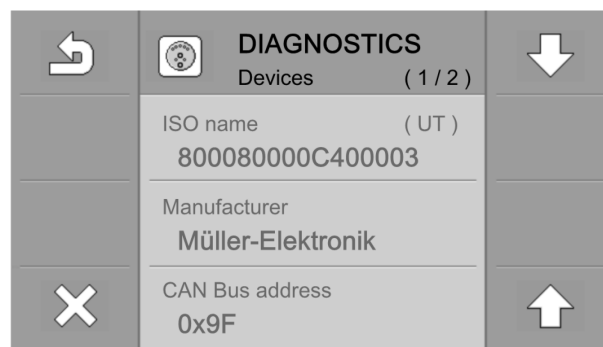 DIAGNOSTICS
Devices ( 1 / 2 )
ISO name ( UT )
800080000C400003
Manufacturer
Müller-Elektronik
CAN Bus address
0x9F